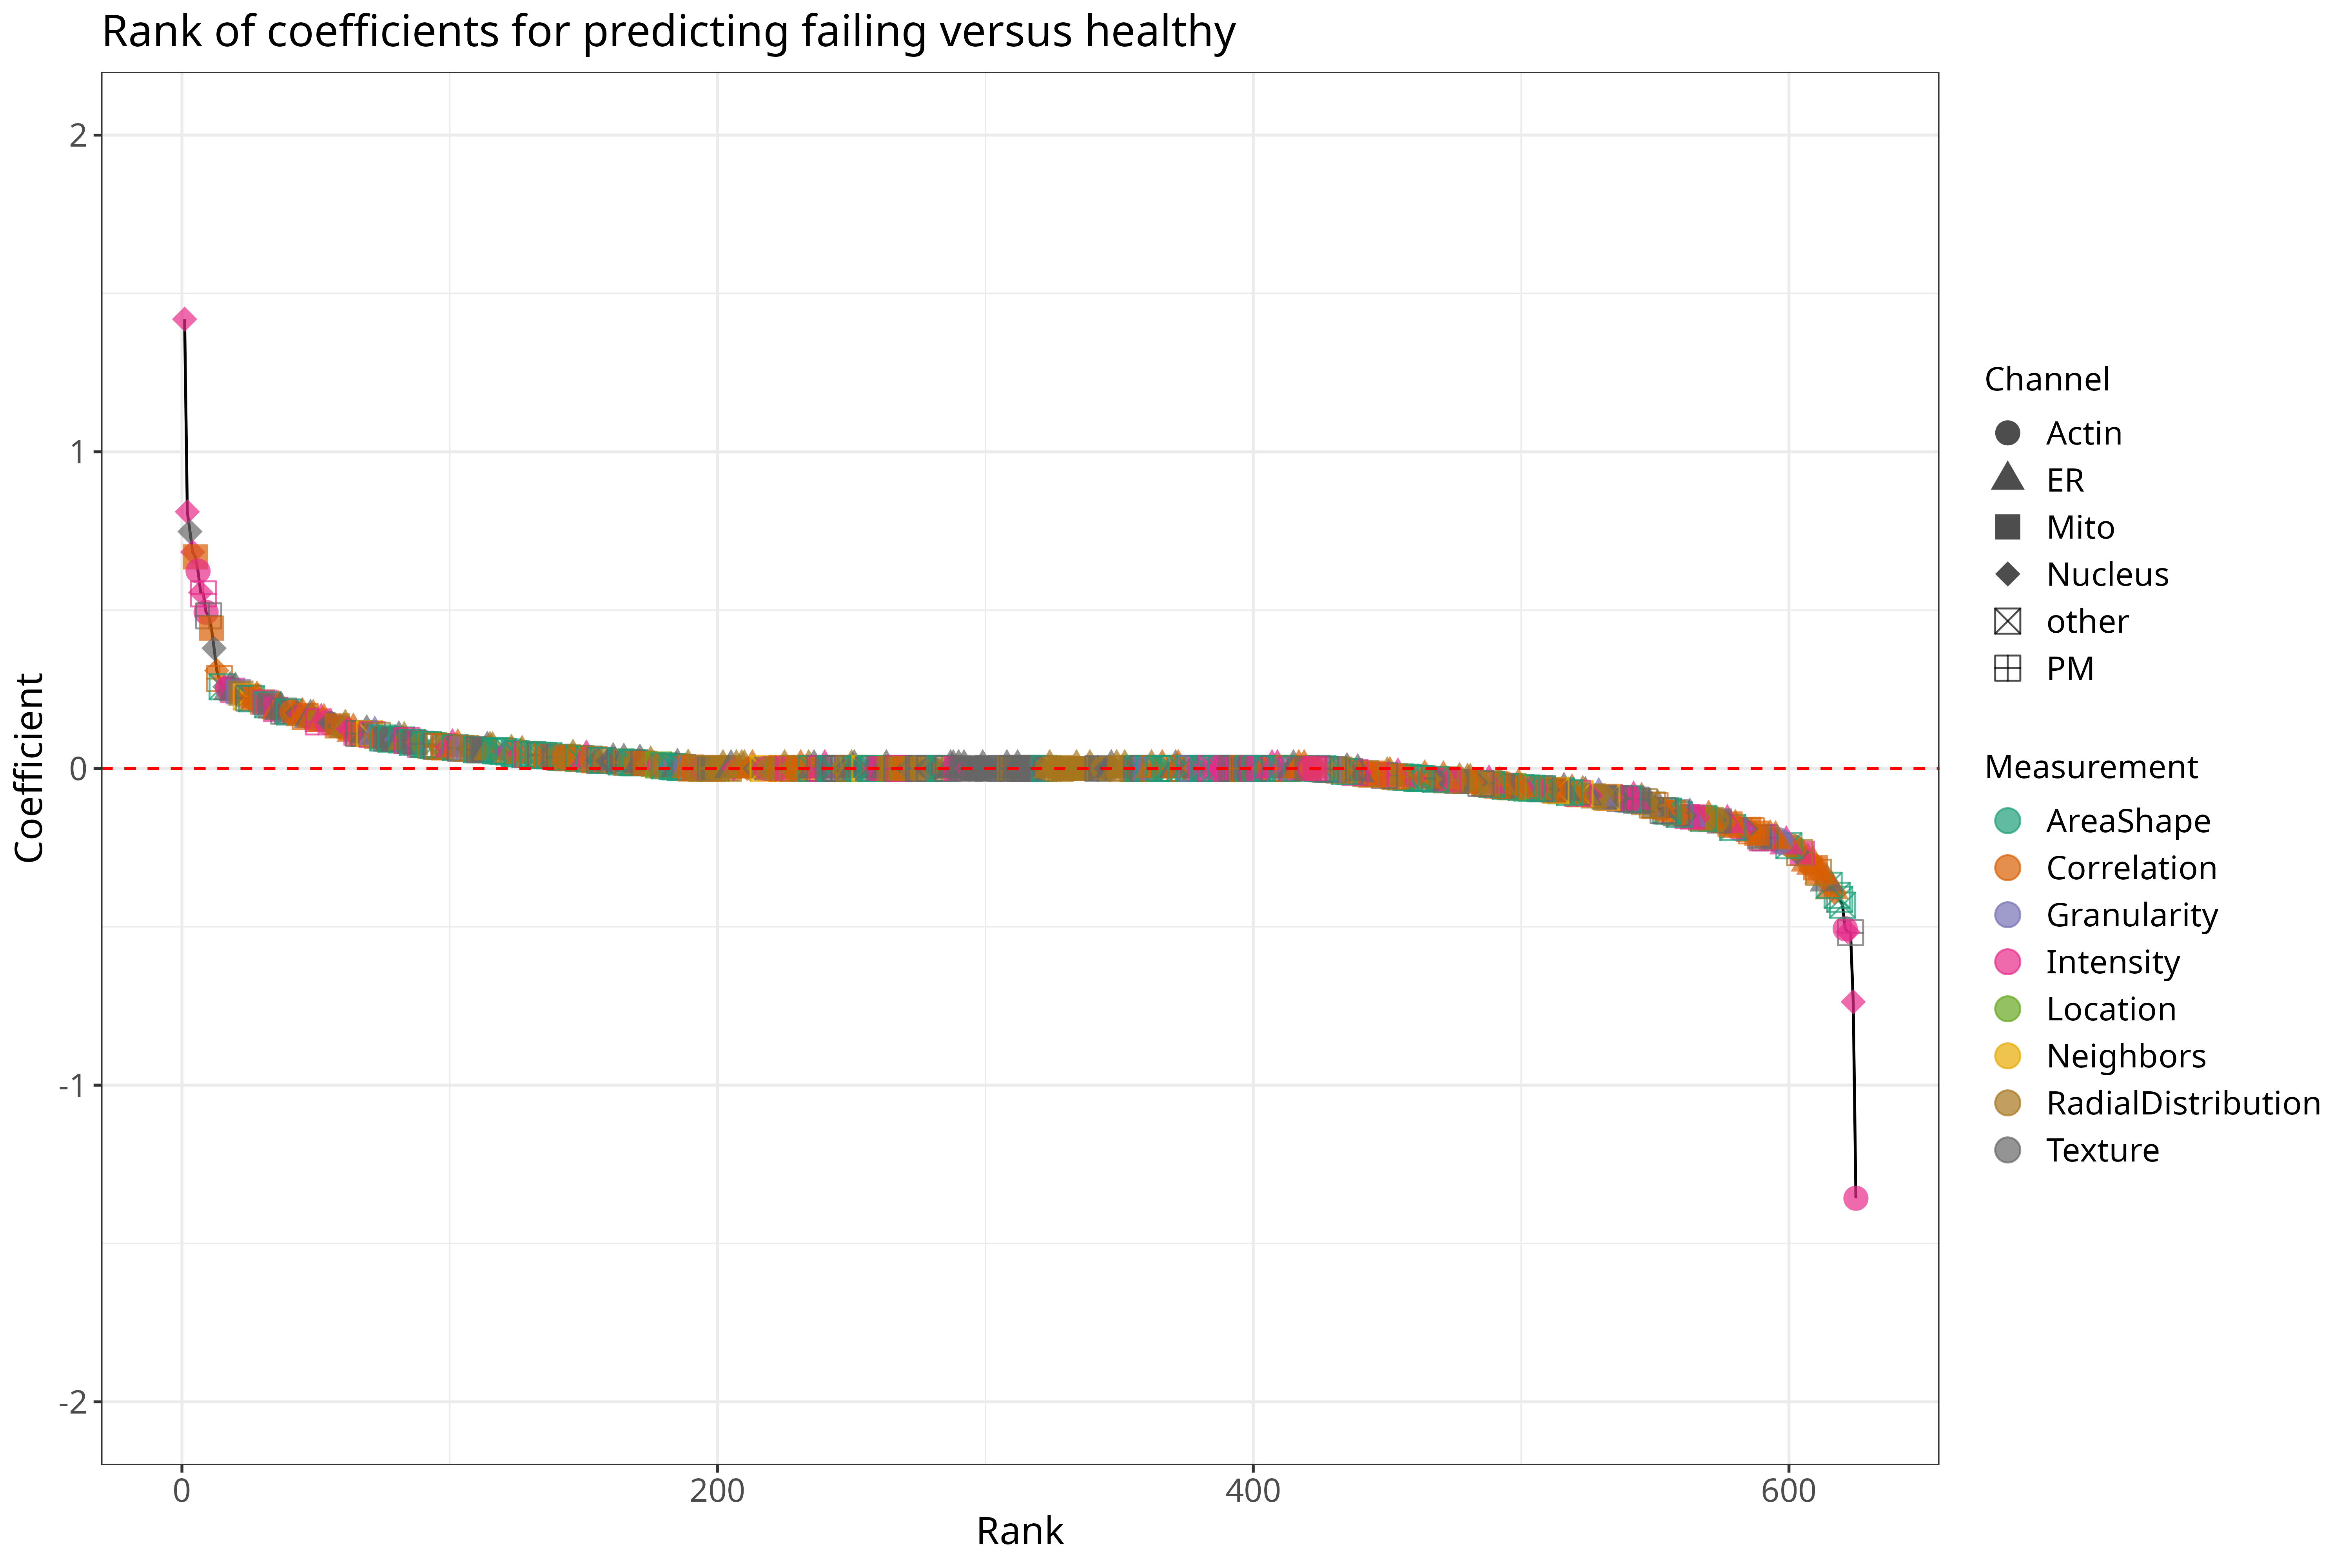 Rank of coefficients for predicting failing versus healthy
2
1
0
-1
-2
Coefficient
0
200
400
600
Rank
Channel
Actin
ER
Mito
Nucleus
other
PM
Measurement
AreaShape
Correlation
Granularity
Intensity
Location
Neighbors
RadialDistribution
Texture